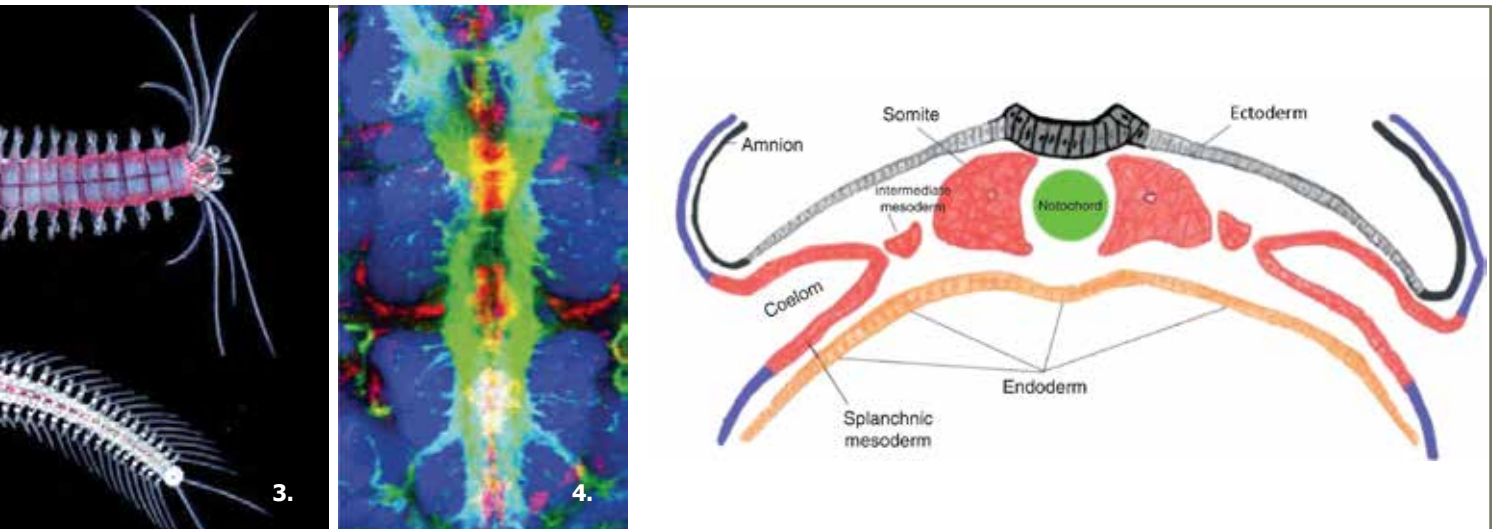 3.
4.
Somite
Ectoderm
Amnion
Intermediate
mesoderm
Notochord
Coelom
Endoderm
Splanchnic
mesoderm